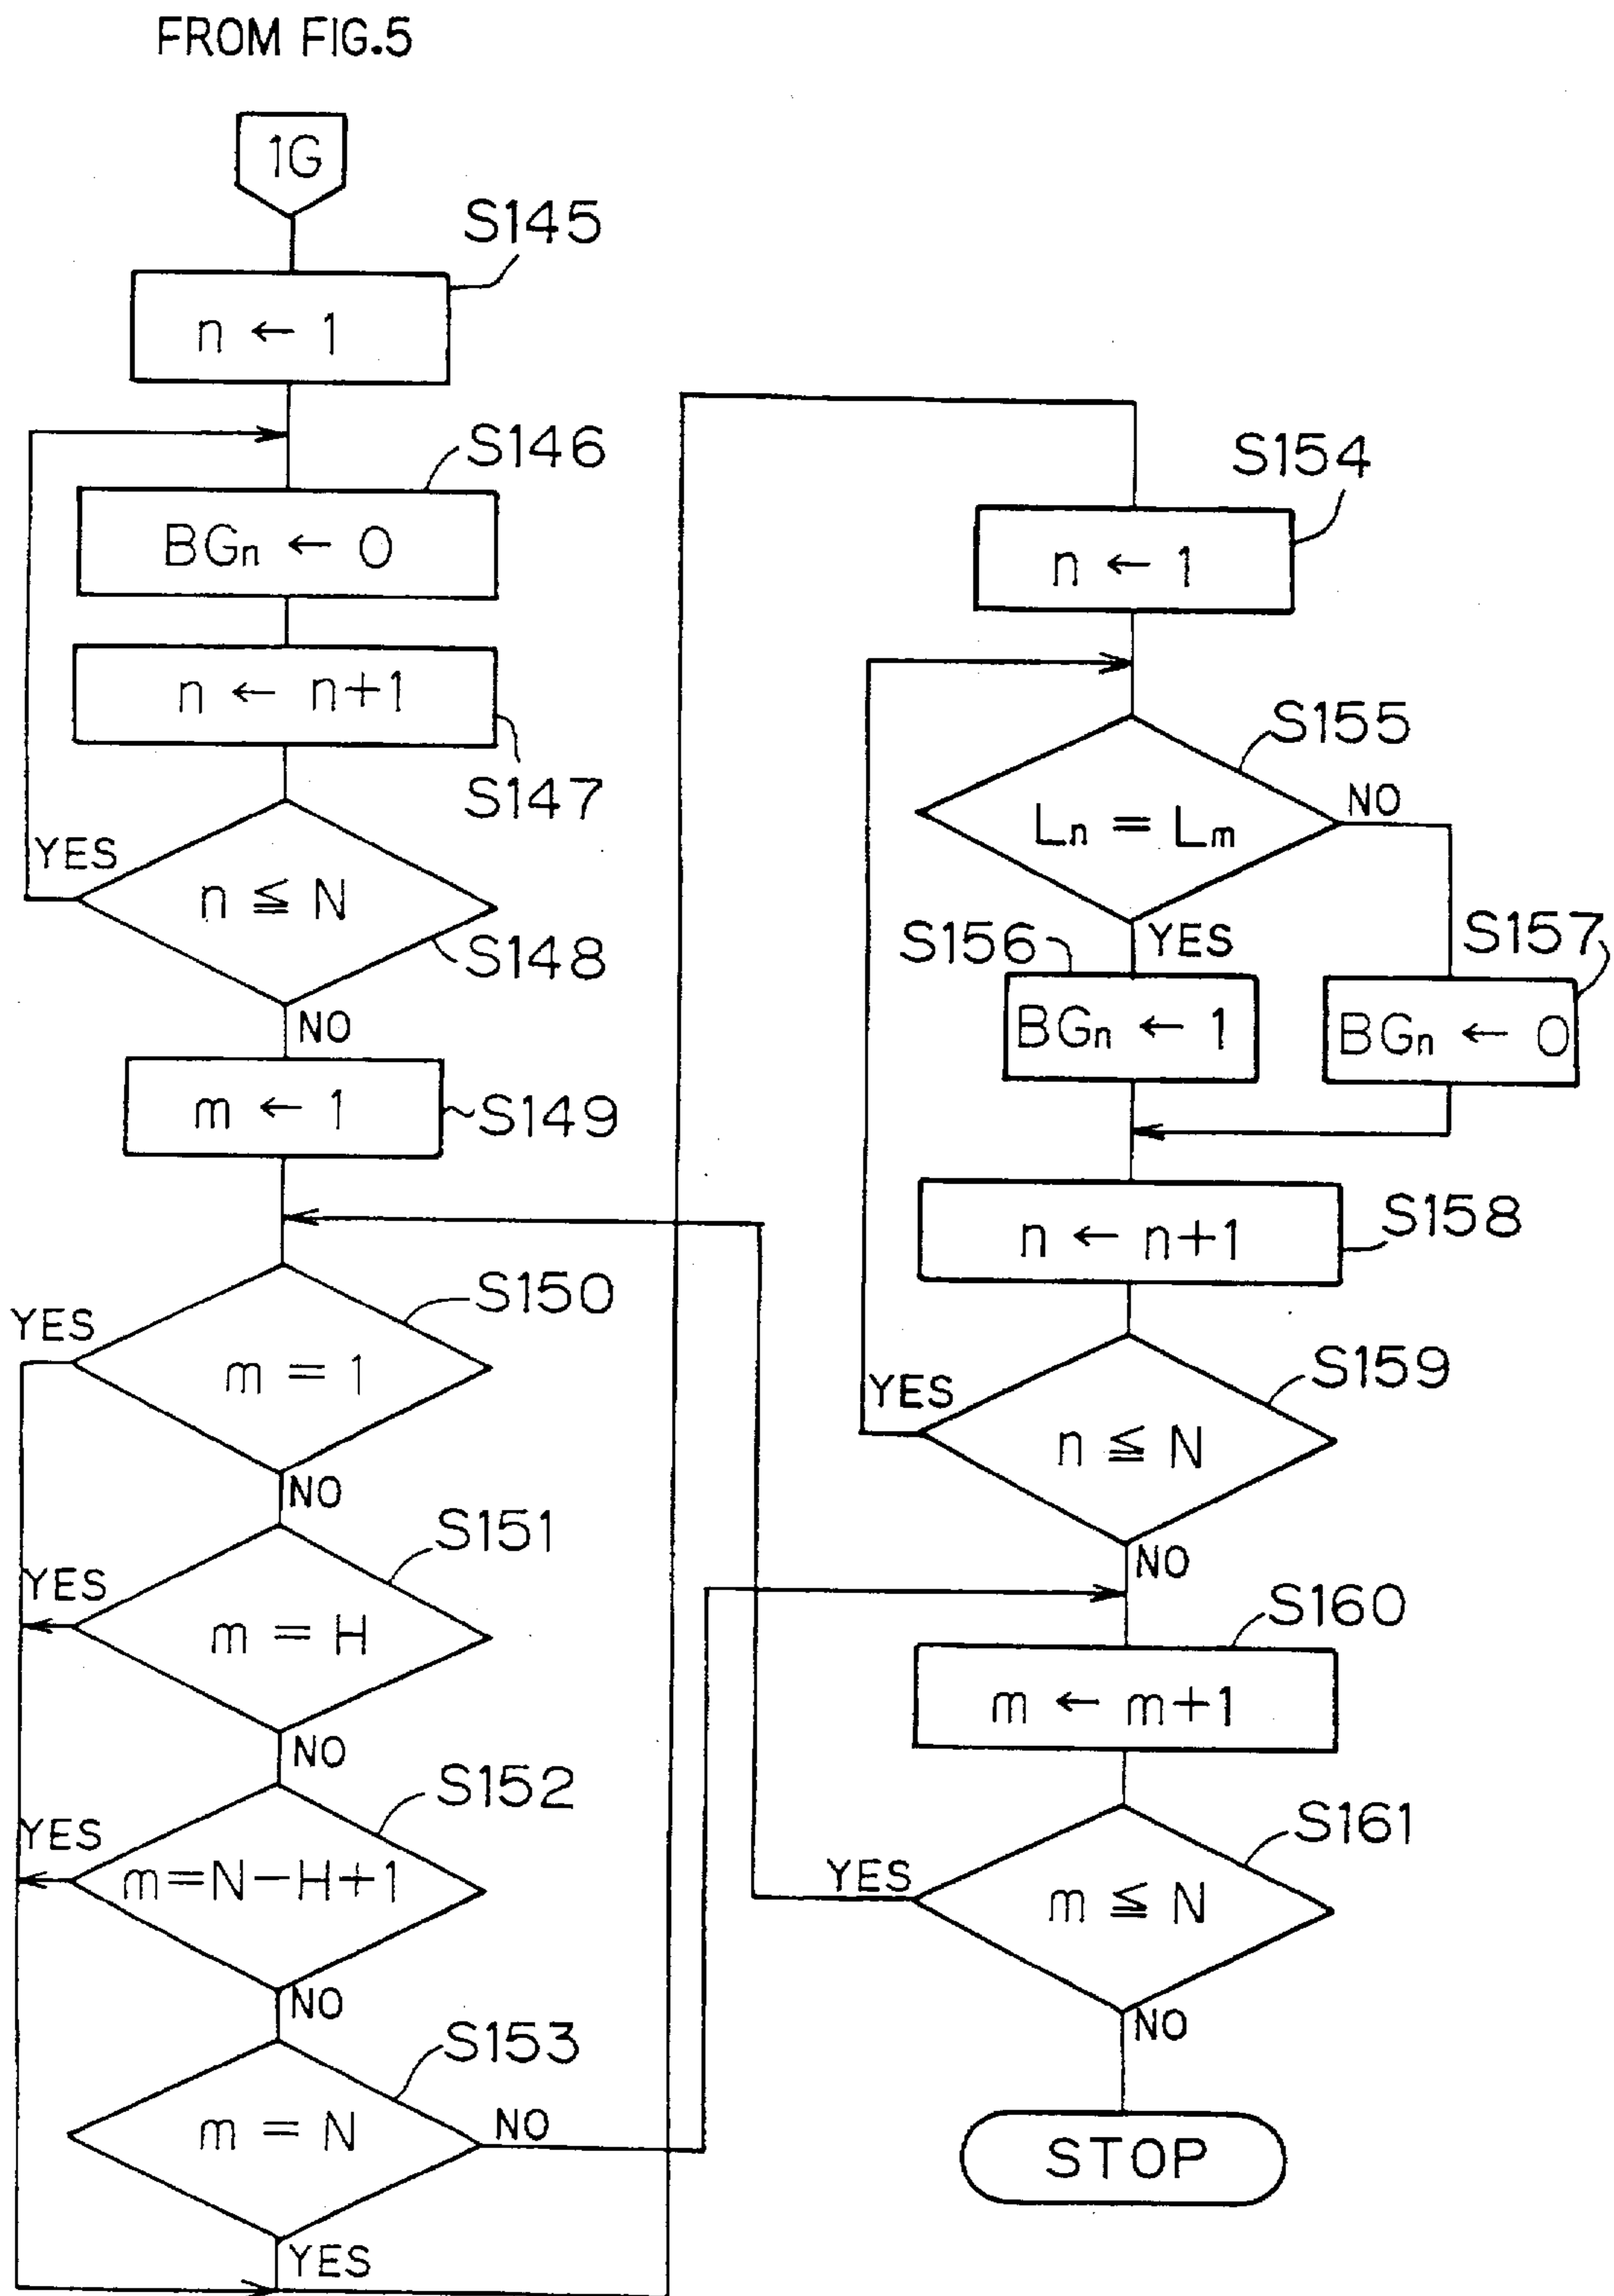 FROM FIG.5
1G
S145
n ← 1
S146
BGn ← 0
n ← n+1
S147
YES
n ≦ N
S148
NO
m ← 1
S149
S150
YES
m = 1
NO
S151
YES
m = H
NO
S152
YES
m=N-H+1
NO
S153
m = N
NO
YES
S154
n ← 1
S155
Ln = Lm
NO
YES
S156
BGn ← 1
S157
BGn ← 0
n ← n+1
S158
S159
YES
n ≦ N
NO
S160
m ← m+1
S161
YES
m ≦ N
NO
STOP